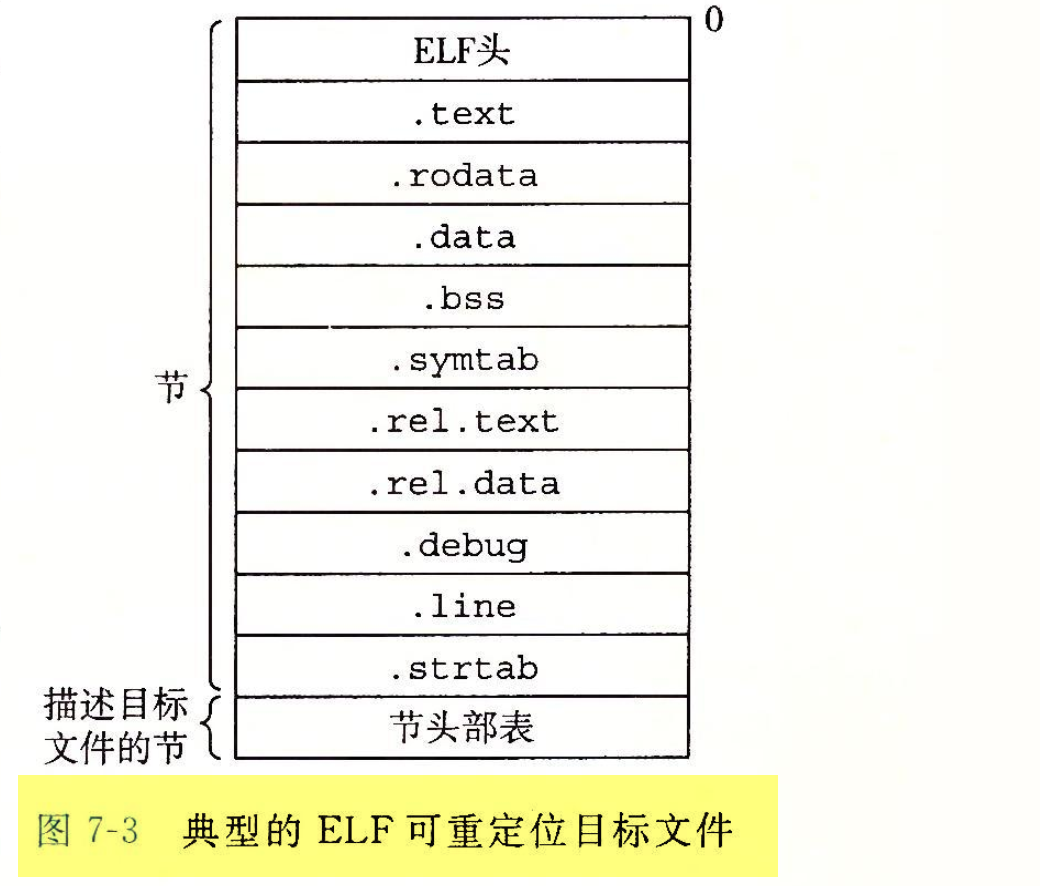 0
ELF头
.text
.rodata
.data
.bss
.symtab
节
.rel.text
.rel.data
.debug
.line
.strtab
描述目标
文件的节
节头部表
图 7-3 典型的 ELF 可重定位目标文件